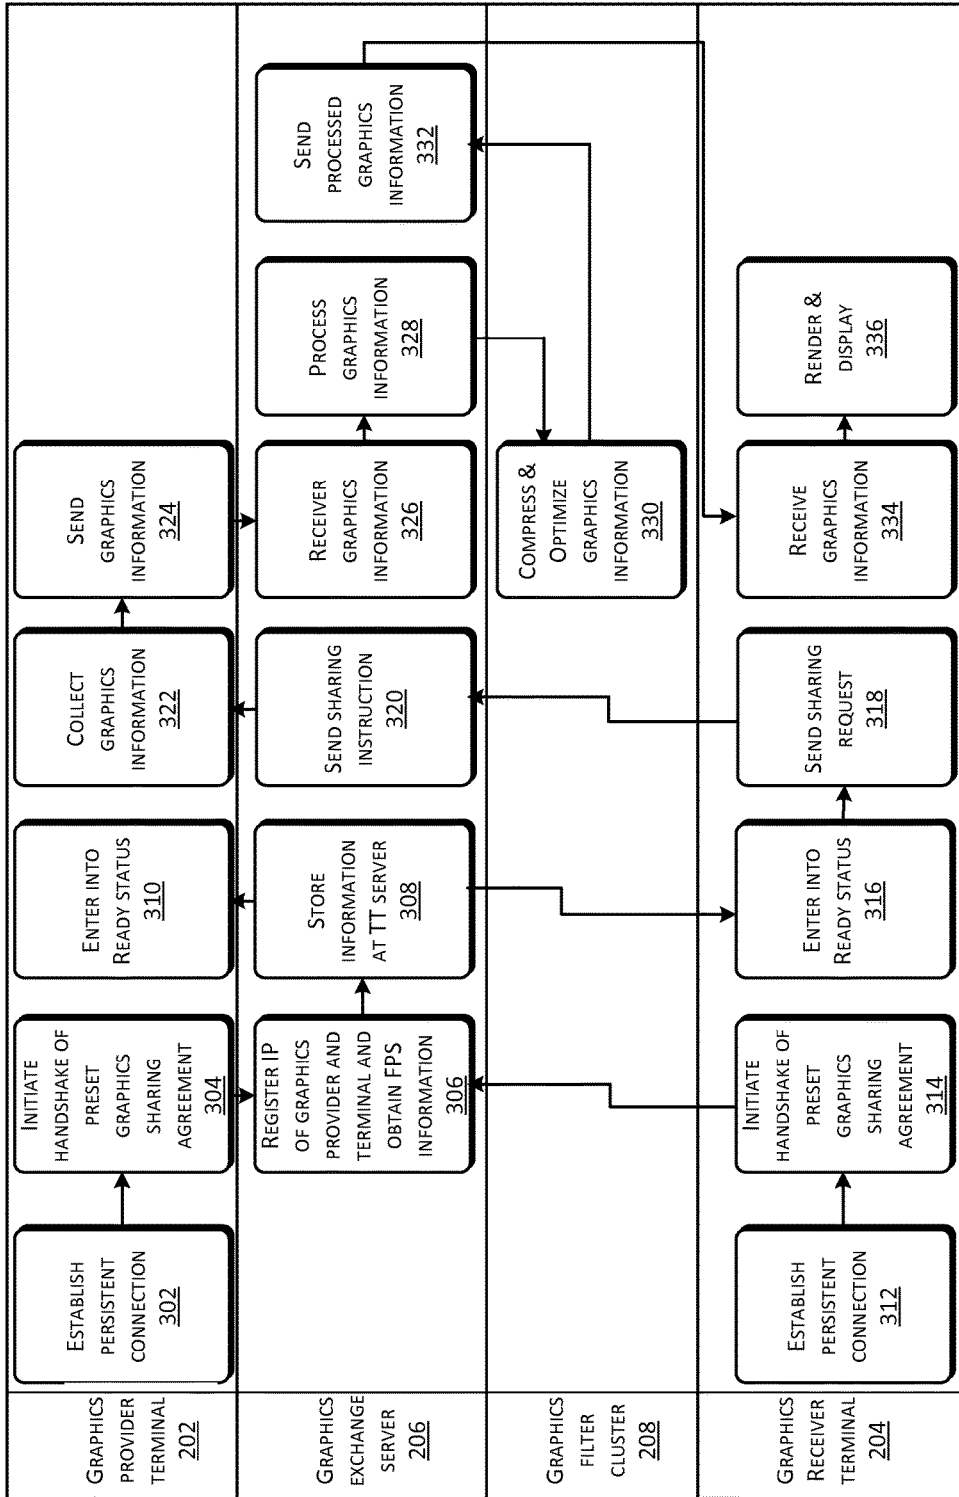 GRAPHICS
PROVIDER
TERMINAL
202
ESTABLISH
PERSISTENT
CONNECTION
302
INITIATE
HANDSHAKE OF
PRESET
GRAPHICS
SHARING
AGREEMENT
304
ENTER INTO
READY STATUS
310
COLLECT
GRAPHICS
INFORMATION
322
SEND
GRAPHICS
INFORMATION
324
GRAPHICS
EXCHANGE
SERVER
206
REGISTER IP
OF GRAPHICS
PROVIDER AND
TERMINAL AND
OBTAIN FPS
INFORMATION
306
STORE
INFORMATION
AT TT SERVER
308
SEND SHARING
INSTRUCTION
320
RECEIVER
GRAPHICS
INFORMATION
326
PROCESS
GRAPHICS
INFORMATION
328
SEND
PROCESSED
GRAPHICS
INFORMATION
332
GRAPHICS
FILTER
CLUSTER
208
COMPRESS &
OPTIMIZE
GRAPHICS
INFORMATION
330
GRAPHICS
RECEIVER
TERMINAL
204
ESTABLISH
PERSISTENT
CONNECTION
312
INITIATE
HANDSHAKE OF
PRESET
GRAPHICS
SHARING
AGREEMENT
314
ENTER INTO
READY STATUS
316
SEND SHARING
REQUEST
318
RECEIVE
GRAPHICS
INFORMATION
334
RENDER &
DISPLAY
336